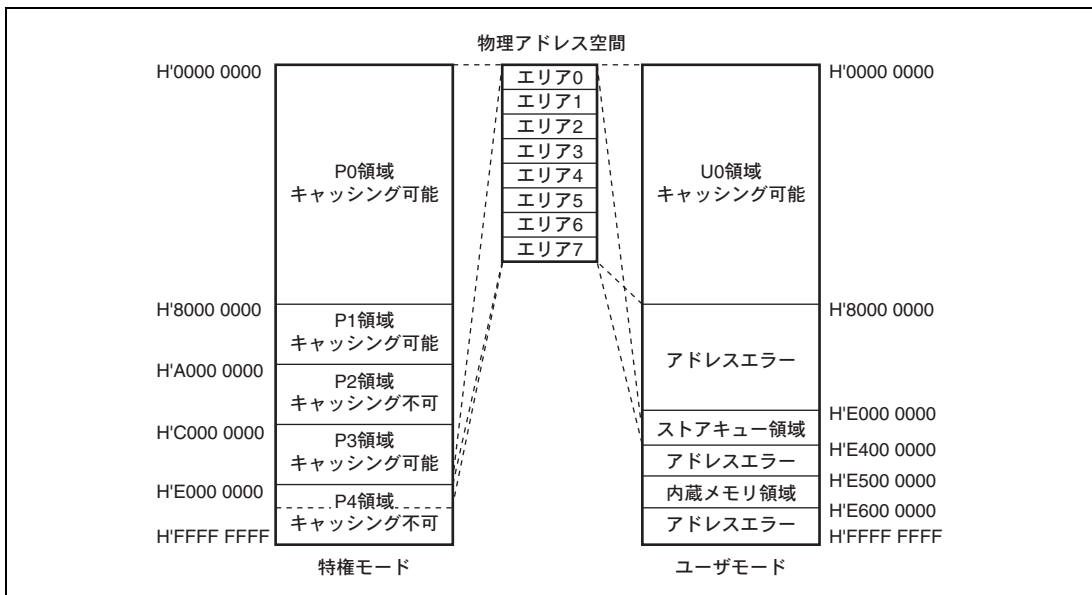 物理アドレス空間
H'0000 0000
P0領域
キャッシング可能
H'8000 0000
P1領域
キャッシング可能
H'A000 0000
P2領域
キャッシング不可
H'C000 0000
P3領域
キャッシング可能
H'E000 0000
P4領域
キャッシング不可
H'FFFF FFFF
特権モード
エリア0
エリア1
エリア2
エリア3
エリア4
エリア5
エリア6
エリア7
H'0000 0000
U0領域
キャッシング可能
H'8000 0000
アドレスエラー
H'E000 0000
ストアキュー領域
H'E400 0000
アドレスエラー
H'E500 0000
内蔵メモリ領域
H'E600 0000
アドレスエラー
H'FFFF FFFF
ユーザモード